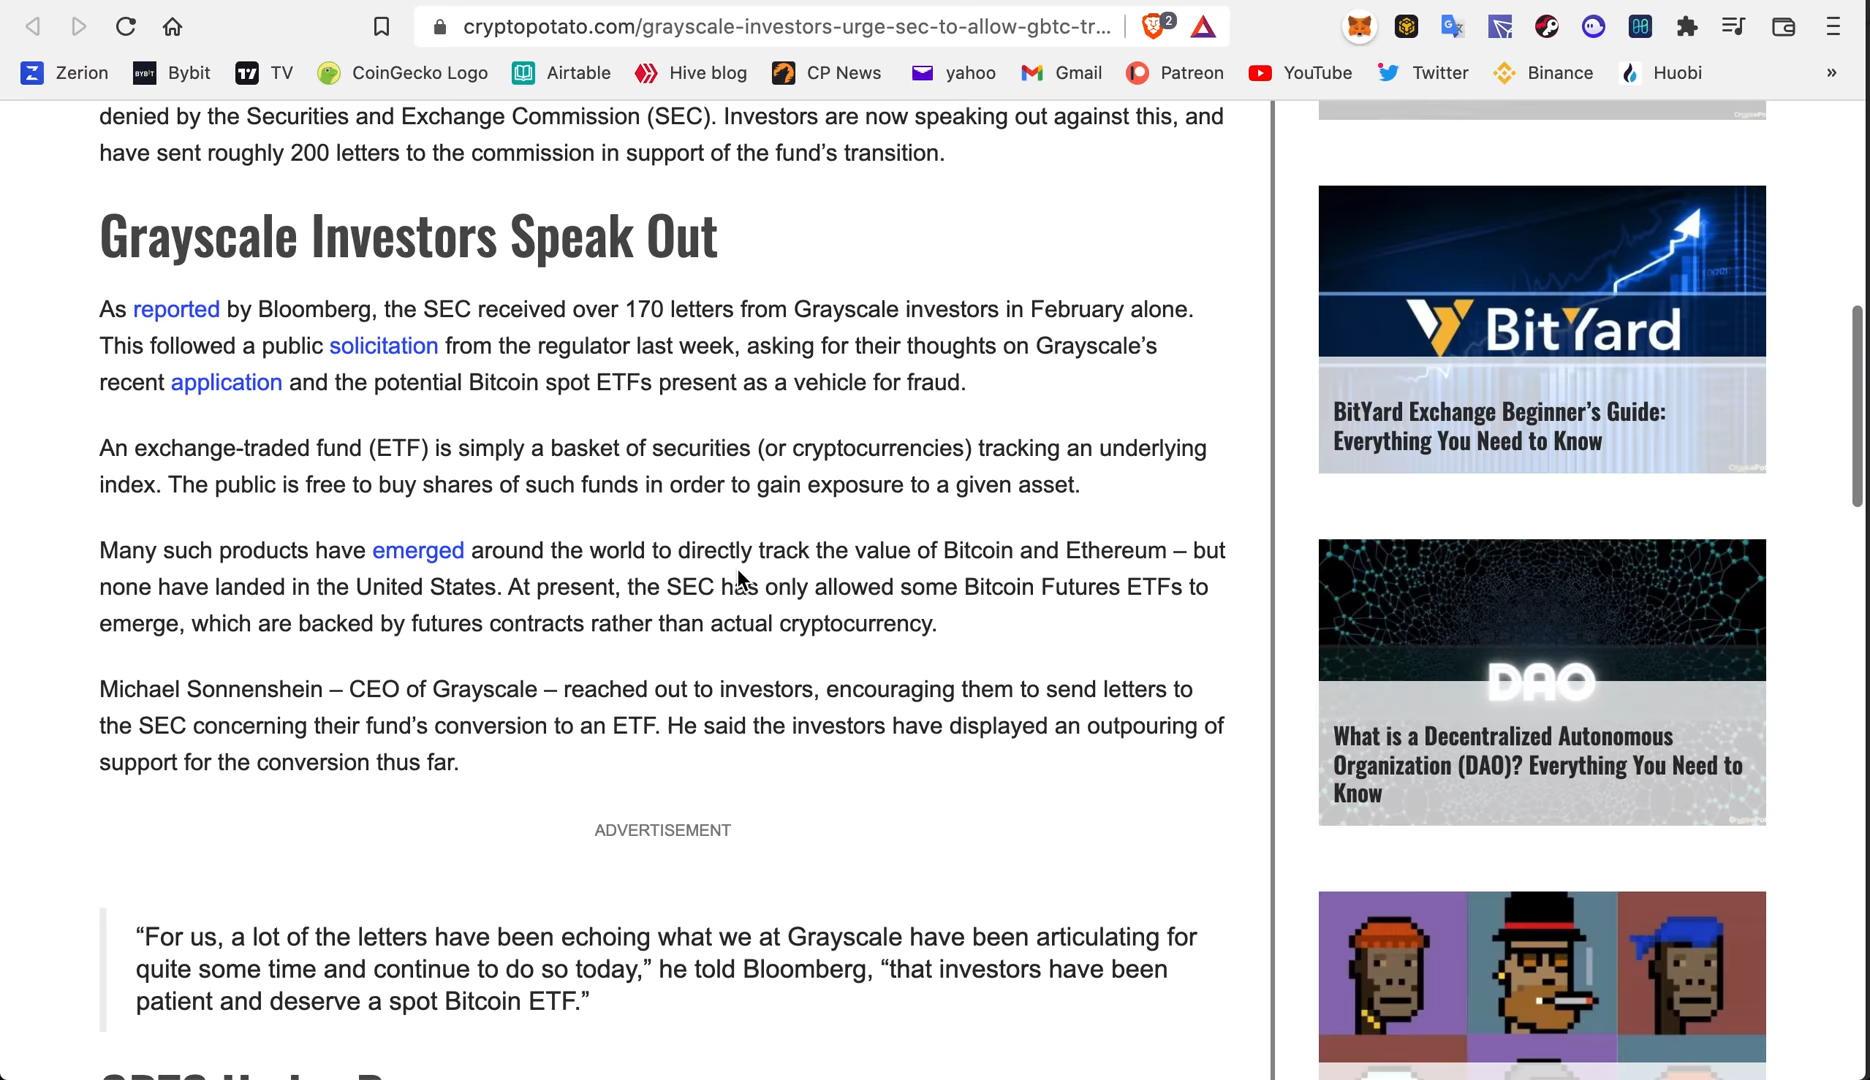 cryptopotato.com/grayscale-investors-urge-sec-to-allow-gbtc-tr...
2
Zerion
BYBIT
Bybit
TV
CoinGecko Logo
Airtable
Hive blog
CP News
yahoo
Gmail
Patreon
YouTube
Twitter
Binance
Huobi
»
denied by the Securities and Exchange Commission (SEC). Investors are now speaking out against this, and
have sent roughly 200 letters to the commission in support of the fund’s transition.
Grayscale Investors Speak Out
As reported by Bloomberg, the SEC received over 170 letters from Grayscale investors in February alone.
This followed a public solicitation from the regulator last week, asking for their thoughts on Grayscale’s
recent application and the potential Bitcoin spot ETFs present as a vehicle for fraud.
An exchange-traded fund (ETF) is simply a basket of securities (or cryptocurrencies) tracking an underlying
index. The public is free to buy shares of such funds in order to gain exposure to a given asset.
Many such products have emerged around the world to directly track the value of Bitcoin and Ethereum – but
none have landed in the United States. At present, the SEC has only allowed some Bitcoin Futures ETFs to
emerge, which are backed by futures contracts rather than actual cryptocurrency.
Michael Sonnenshein – CEO of Grayscale – reached out to investors, encouraging them to send letters to
the SEC concerning their fund’s conversion to an ETF. He said the investors have displayed an outpouring of
support for the conversion thus far.
ADVERTISEMENT
“For us, a lot of the letters have been echoing what we at Grayscale have been articulating for
quite some time and continue to do so today,” he told Bloomberg, “that investors have been
patient and deserve a spot Bitcoin ETF.”
BitYard
BitYard Exchange Beginner’s Guide:
Everything You Need to Know
DAO
What is a Decentralized Autonomous
Organization (DAO)? Everything You Need to
Know